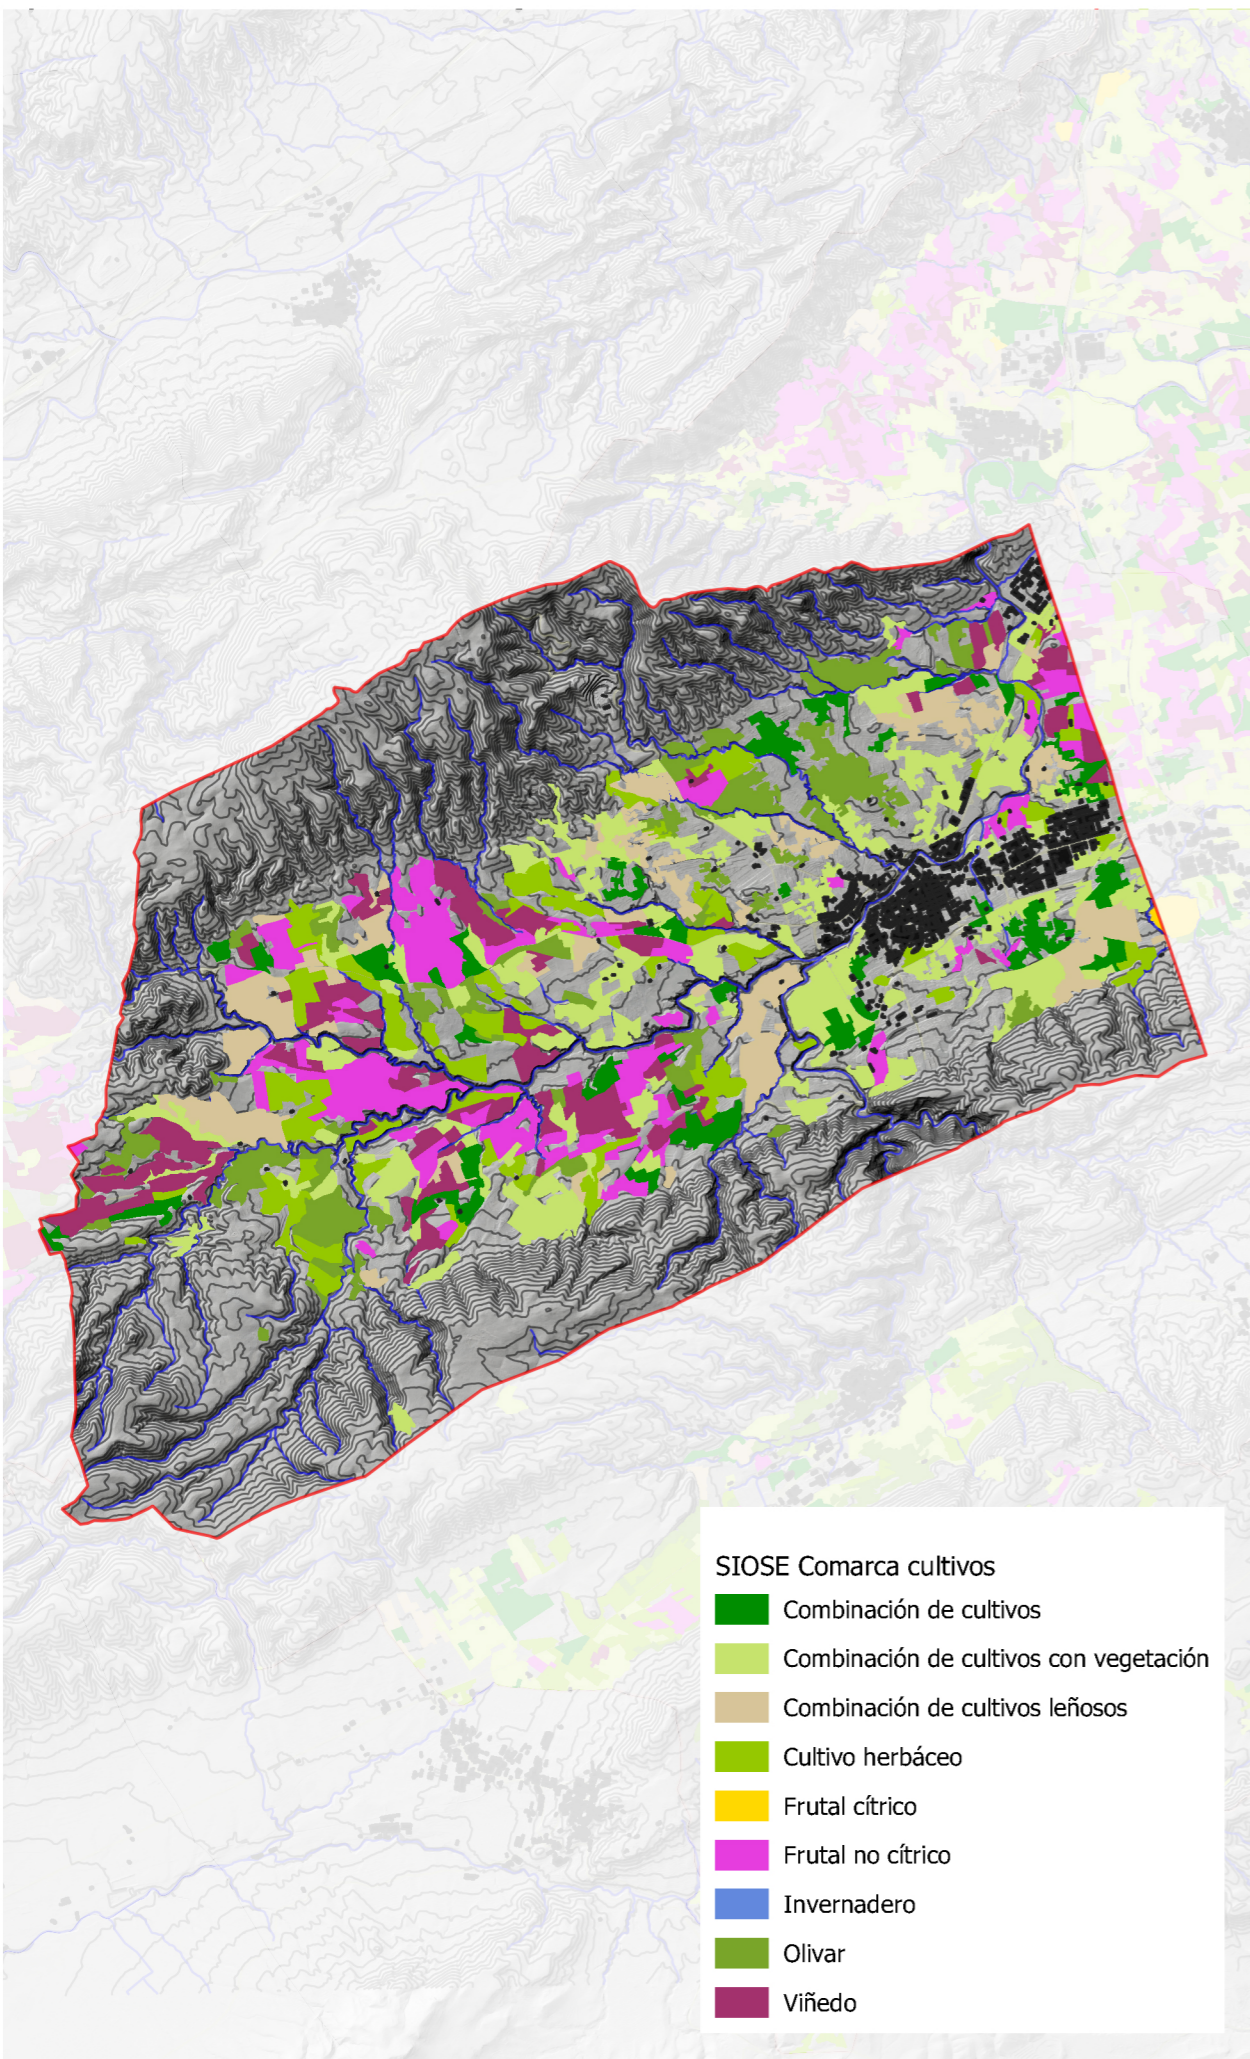 SIOSE Comarca cultivos
Combinación de cultivos
Combinación de cultivos con vegetación
Combinación de cultivos leñosos
Cultivo herbáceo
Frutal cítrico
Frutal no cítrico
Invernadero
Olivar
Viñedo